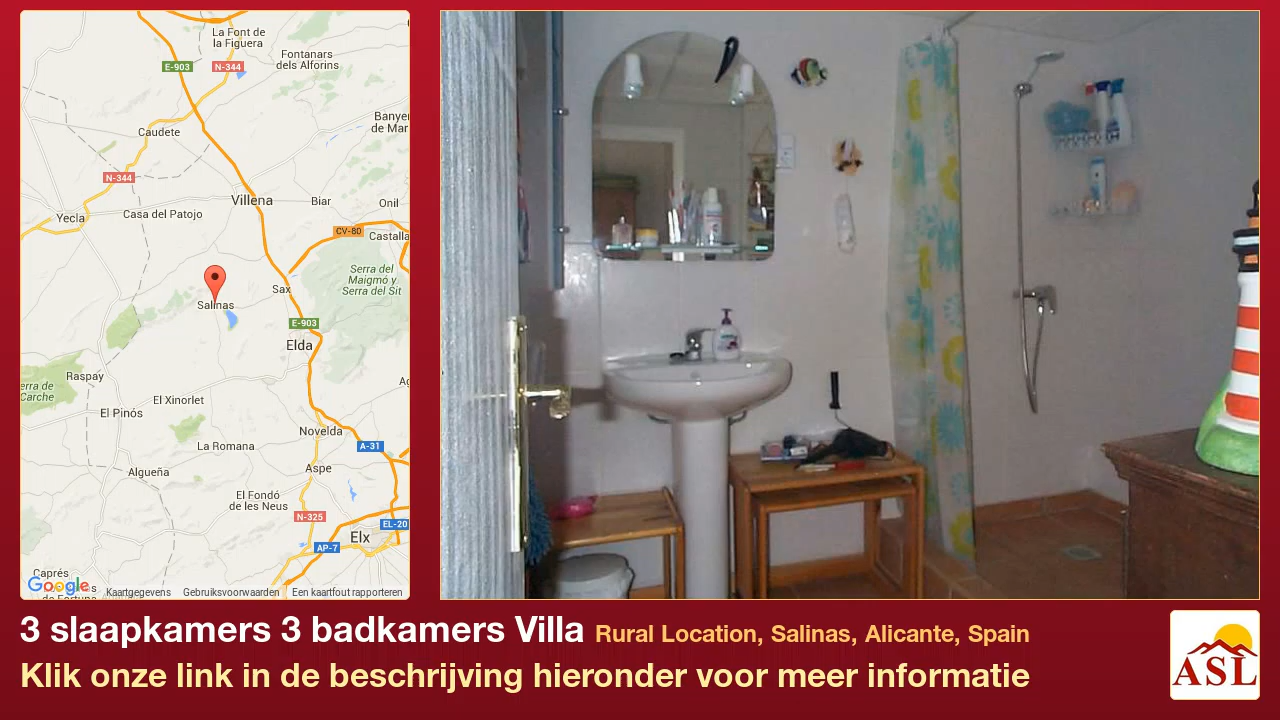 La Font de
la Figuera
Fontanars
dels Alforins
E-903
N-344
Banyer
de Mar
Caudete
N-344
Villena
Biar
Onil
Yecla
Casa del Patojo
CV-80
Castalla
Serra del
Maigmó y
Serra del Sit
Sax
Salinas
E-903
Elda
Raspay
erra de
Carche
El Xinorlet
El Pinós
Novelda
A-31
La Romana
Algueña
Aspe
El Fondó
de les Neus
N-325
EL-20
Elx
AP-7
Caprés
Google
Kaartgegevens Gebruiksvoorwaarden Een kaartfout rapporteren
3 slaapkamers 3 badkamers Villa Rural Location, Salinas, Alicante, Spain
Klik onze link in de beschrijving hieronder voor meer informatie
ASL